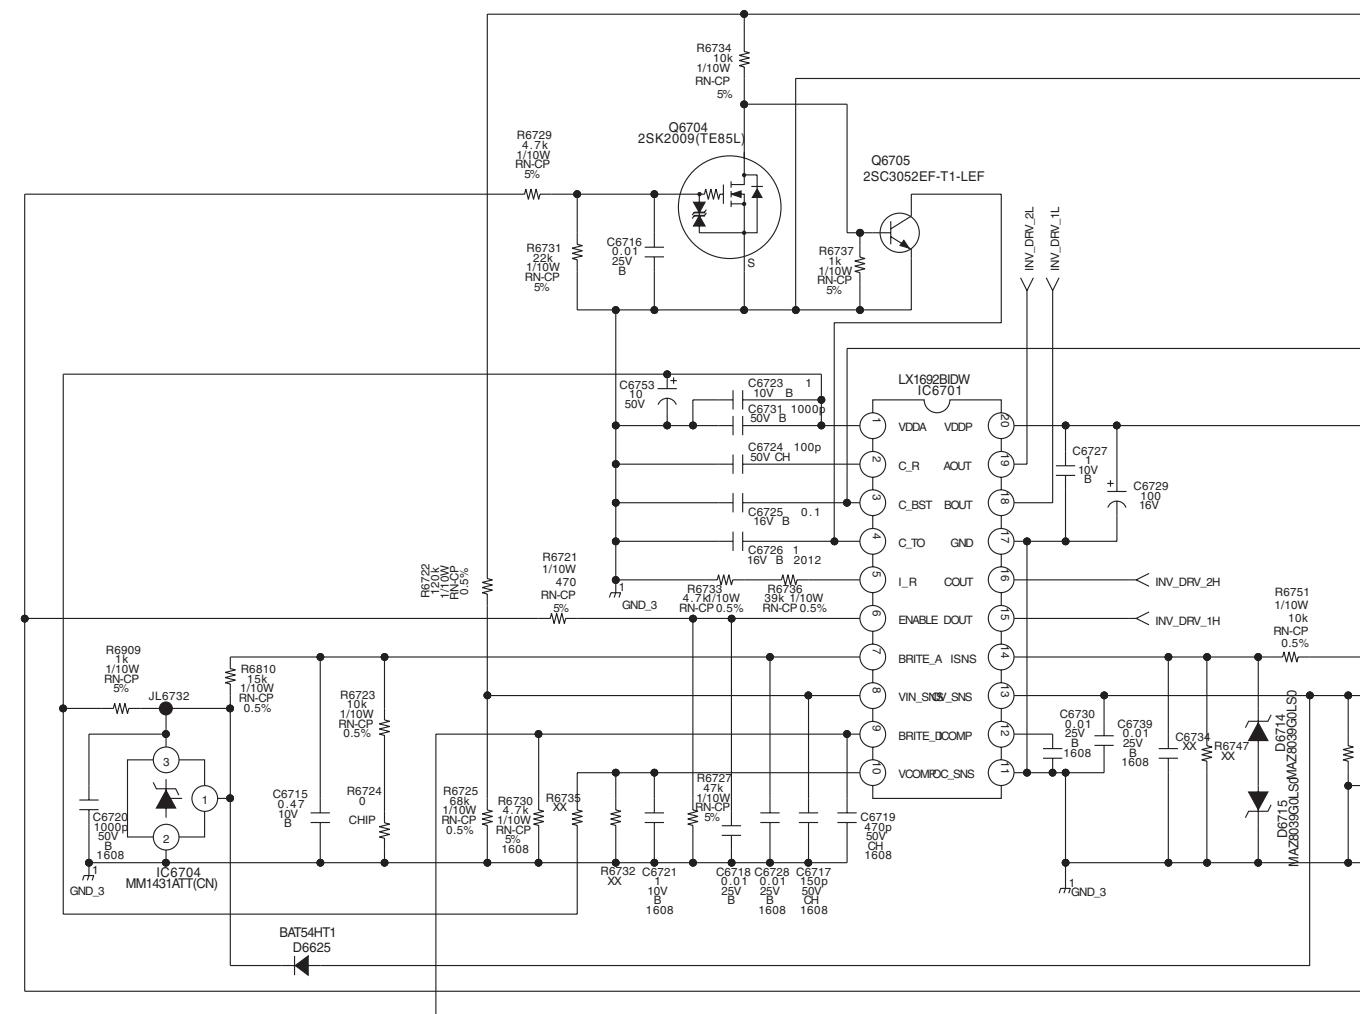 R6734
10k
1/10W
RN-CP
5%
Q6704
2SK2009(TE85L)
R6729
4.7k
1/10W
RN-CP
5%
Q6705
2SC3052EF-T1-LEF
R6731
22k
1/10W
RN-CP
5%
C6716
0.01
25V
B
S
R6737
1k
1/10W
RN-CP
5%
INV_DRV_2L
INV_DRV_1L
C6753
10
50V
+
C6723 1
10V B
C6731 1000p
50V B
C6724 100p
50V CH
C6725 0.1
16V B
C6726 1
16V B 2012
LX1692BIDW
IC6701
1 VDDA VDDP 20
2 C_R AOUT 19
3 C_BST BOUT 18
4 C_TO GND 17
5 I_R COUT 16
6 ENABLE DOUT 15
7 BRITE_A ISNS 14
8 VIN_SNS OV_SNS 13
9 BRITE_D ICOMP 12
10 VCOMP OC_SNS 11
C6727
1
10V
B
+
C6729
100
16V
INV_DRV_2H
INV_DRV_1H
R6722
120k
1/10W
RN-CP
0.5%
R6721
1/10W
470
RN-CP
5%
1
GND_3
R6733
4.7k 1/10W
RN-CP 0.5%
R6736
39k 1/10W
RN-CP 0.5%
R6751
1/10W
10k
RN-CP
0.5%
R6909
1k
1/10W
RN-CP
5%
JL6732
R6810
15k
1/10W
RN-CP
0.5%
R6723
10k
1/10W
RN-CP
0.5%
C6730
0.01
25V
B
1608
C6739
0.01
25V
B
1608
C6734
XX
R6747
XX
D6714
MAZ8039G0LS0
D6715
MAZ8039G0LS0
3
1
2
C6720
1000p
50V
B
1608
1
GND_3
IC6704
MM1431ATT(CN)
C6715
0.47
10V
B
R6724
0
CHIP
R6725
68k
1/10W
RN-CP
0.5%
R6730
4.7k
1/10W
RN-CP
5%
1608
R6735
XX
R6727
47k
1/10W
RN-CP
5%
C6719
470p
50V
CH
1608
R6732
XX
C6721
1
10V
B
1608
C6718
0.01
25V
B
C6728
0.01
25V
B
1608
C6717
150p
50V
CH
1608
1
GND_3
BAT54HT1
D6625